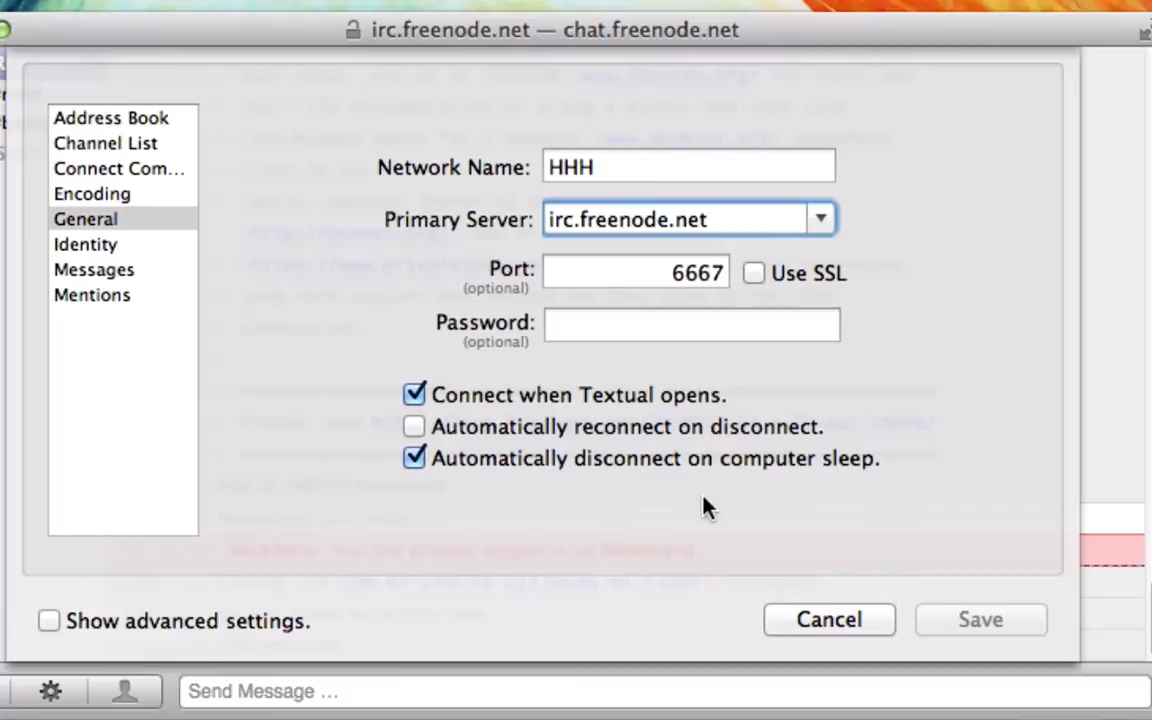 irc.freenode.net — chat.freenode.net
Address Book
Channel List
Connect Com...
Encoding
General
Identity
Messages
Mentions
Network Name: HHH
Primary Server: irc.freenode.net
Port: 6667 Use SSL
(optional)
Password:
(optional)
Connect when Textual opens.
Automatically reconnect on disconnect.
Automatically disconnect on computer sleep.
Show advanced settings.
Cancel Save
Send Message ...